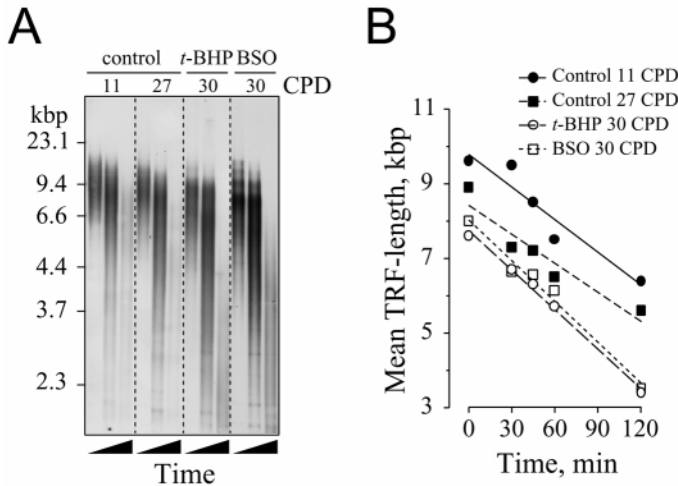 A
control t-BHP BSO
11 27 30 30 CPD
kbp
23.1
9.4
6.6
4.4
3.7
2.3
Time
B
Control 11 CPD
Control 27 CPD
t-BHP 30 CPD
BSO 30 CPD
Mean TRF-length, kbp
11
9
7
5
3
0 30 60 90 120
Time, min